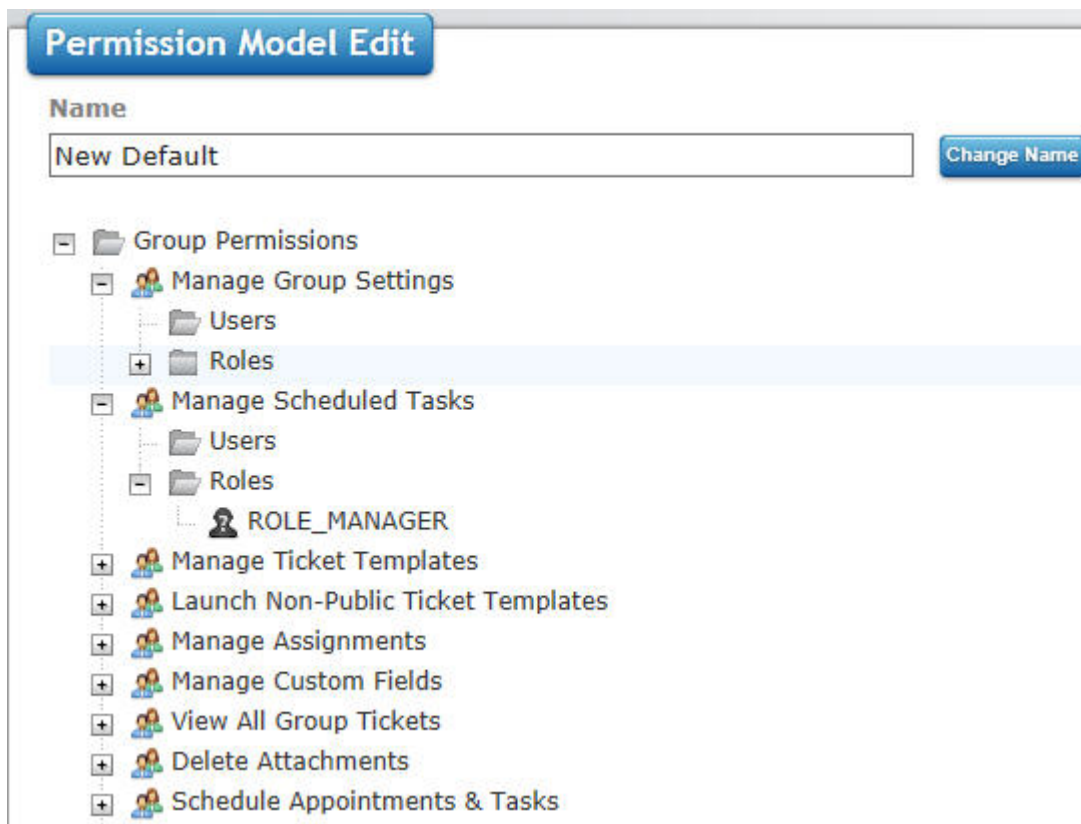 Permission Model Edit
Name
New Default
Change Name
Group Permissions
Manage Group Settings
Users
Roles
Manage Scheduled Tasks
Users
Roles
ROLE_MANAGER
Manage Ticket Templates
Launch Non-Public Ticket Templates
Manage Assignments
Manage Custom Fields
View All Group Tickets
Delete Attachments
Schedule Appointments & Tasks